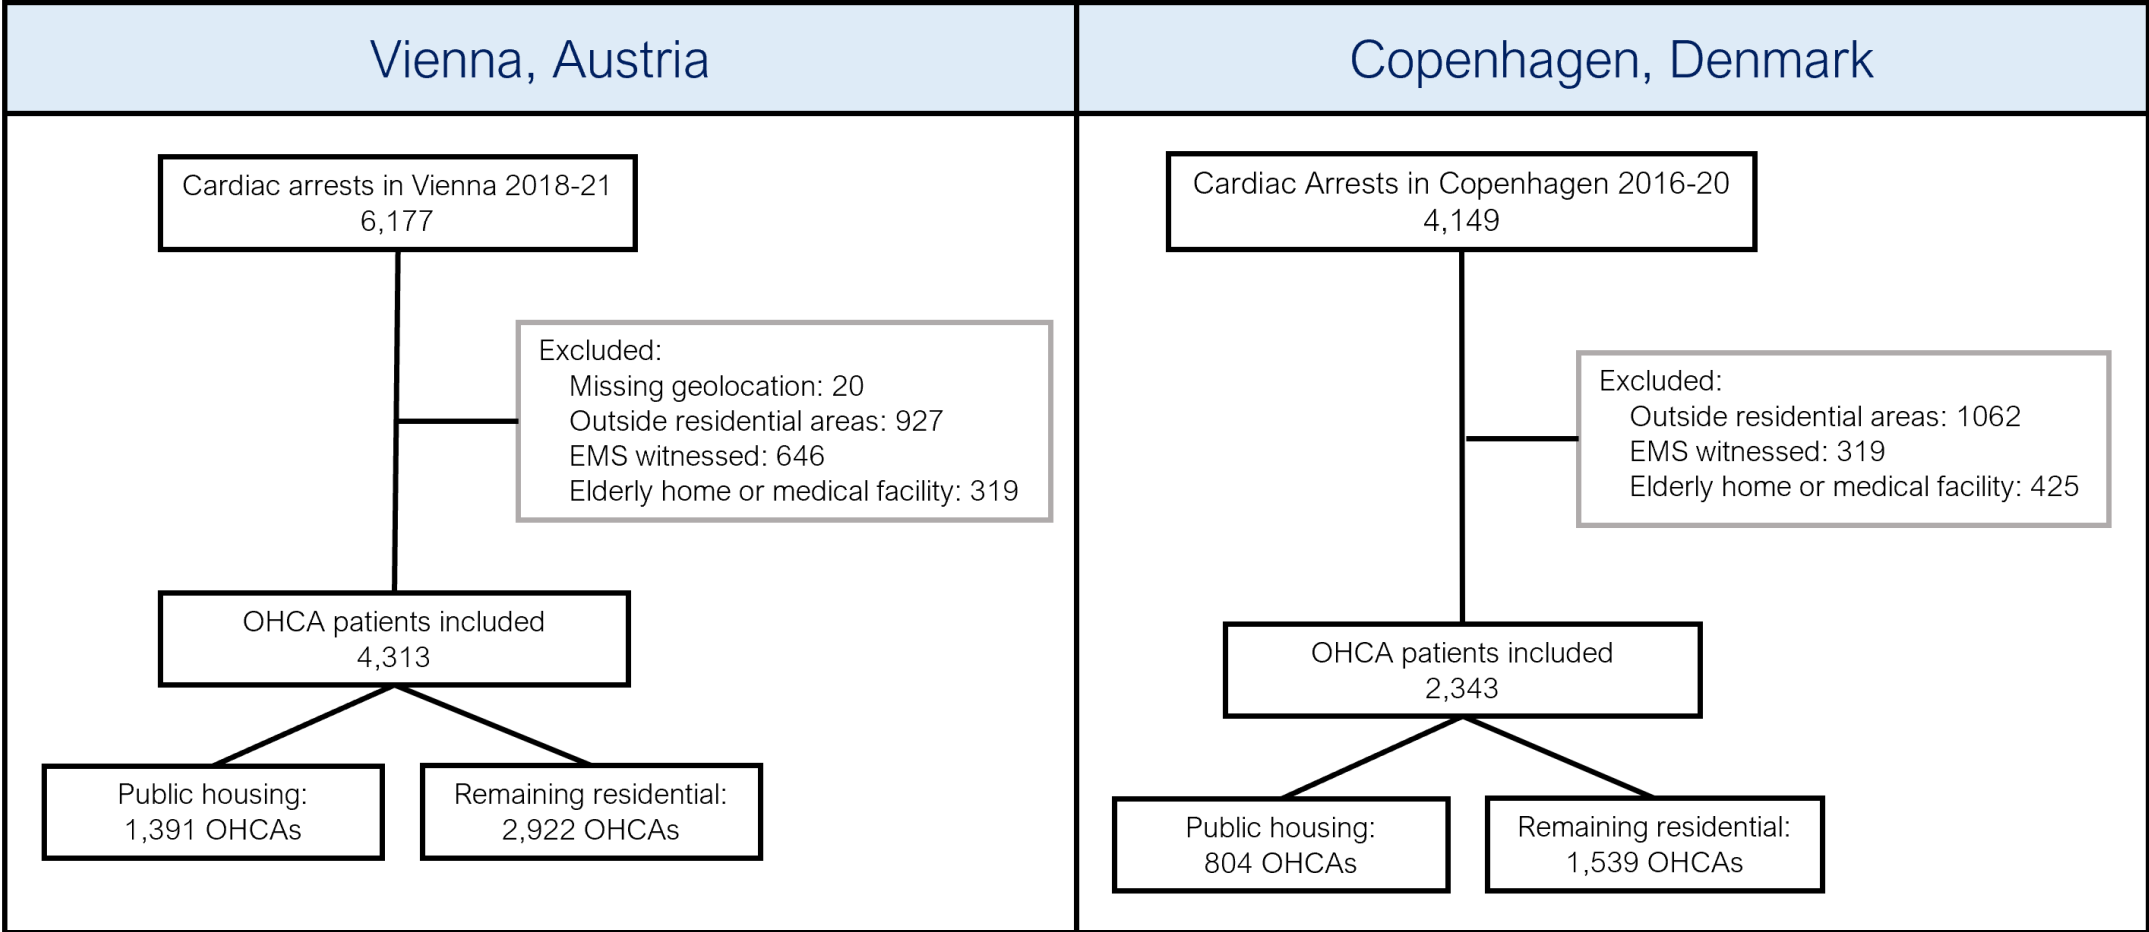 Vienna, Austria
Cardiac arrests in Vienna 2018-21
6,177
Excluded:
Missing geolocation: 20
Outside residential areas: 927
EMS witnessed: 646
Elderly home or medical facility: 319
OHCA patients included
4,313
Public housing:
1,391 OHCAs
Remaining residential:
2,922 OHCAs
Copenhagen, Denmark
Cardiac Arrests in Copenhagen 2016-20
4,149
Excluded:
Outside residential areas: 1062
EMS witnessed: 319
Elderly home or medical facility: 425
OHCA patients included
2,343
Public housing:
804 OHCAs
Remaining residential:
1,539 OHCAs